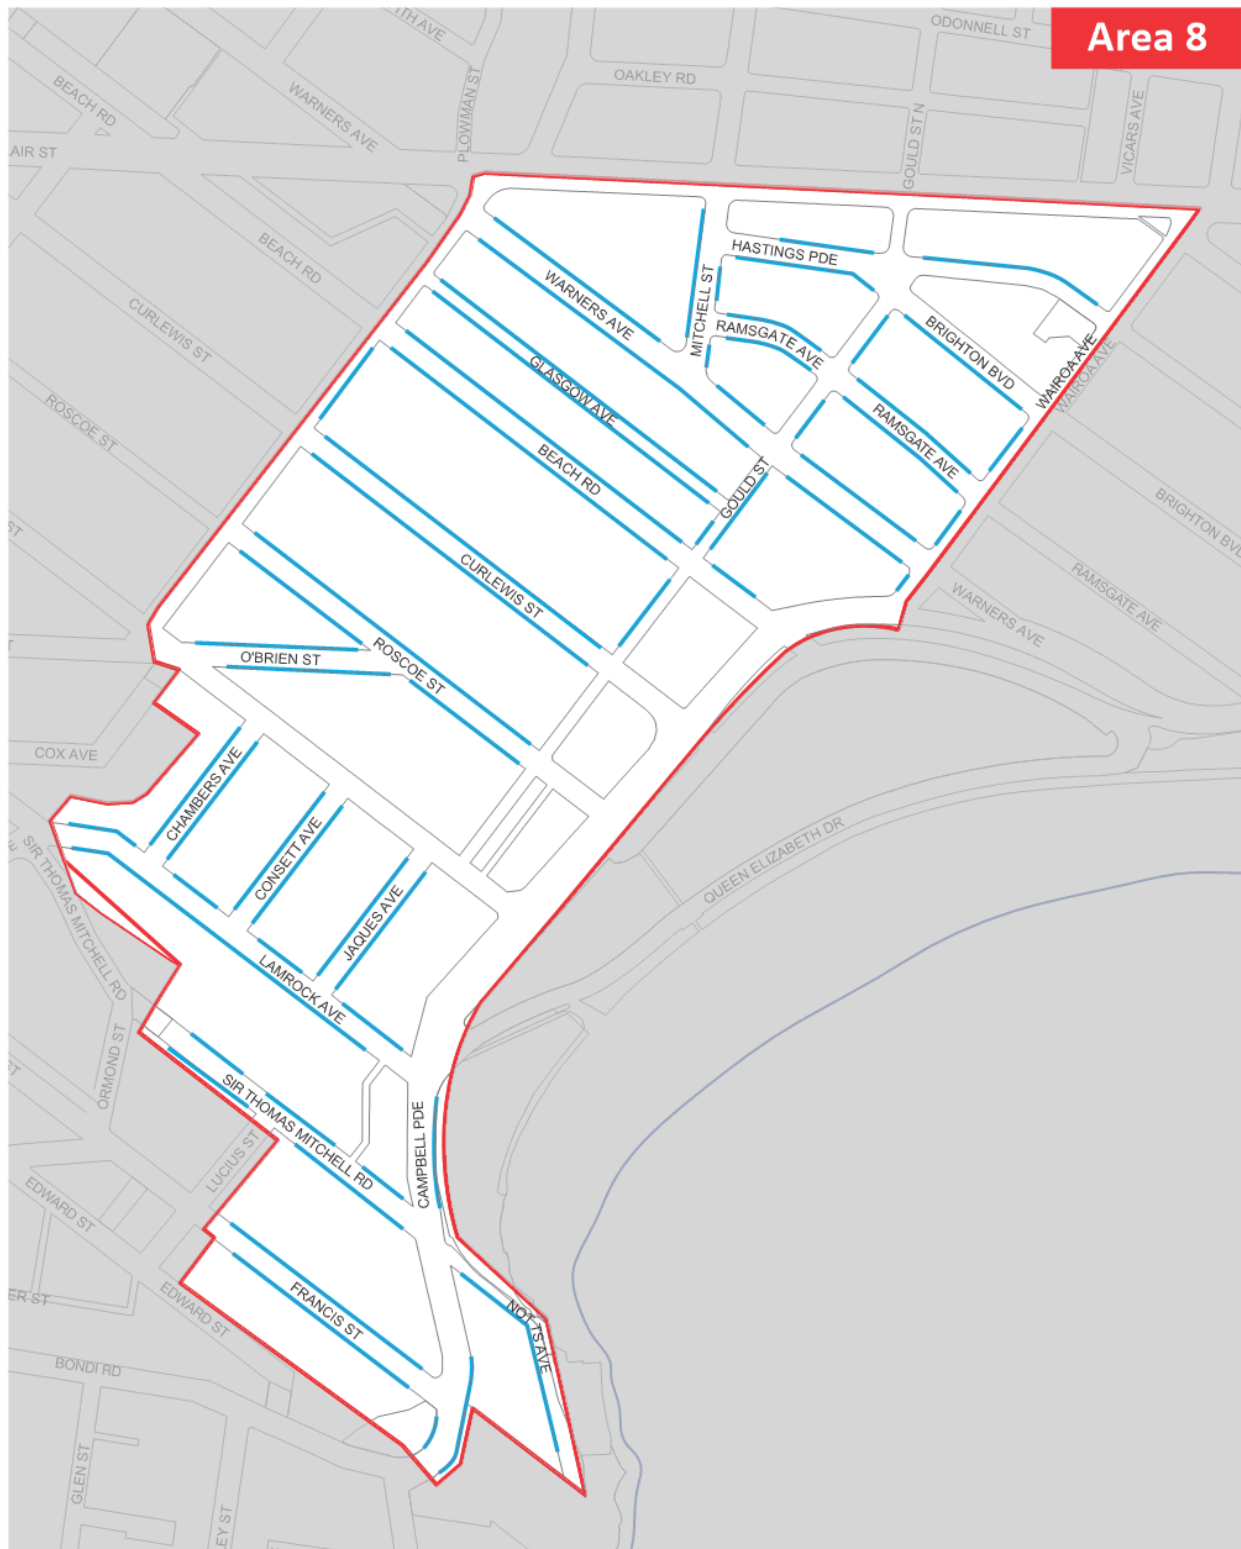 Area 8
ODONNELL ST
OAKLEY RD
PLOWMAN ST
BEACH RD
WARNERS AVE
GOULD ST N
VICARS AVE
AIR ST
BEACH RD
HASTINGS PDE
MITCHELL ST
WARNERS AVE
RAMSGATE AVE
BRIGHTON BVD
CURLEWIS ST
WAIROA AVE
WAIROA AVE
GLASGOW AVE
ROSCOE ST
RAMSGATE AVE
BEACH RD
GOULD ST
BRIGHTON BVD
CURLEWIS ST
RAMSGATE AVE
WARNERS AVE
O'BRIEN ST
ROSCOE ST
COX AVE
CHAMBERS AVE
CONSETT AVE
QUEEN ELIZABETH DR
SIR THOMAS MITCHELL RD
JAQUES AVE
LAMROCK AVE
ORMOND ST
SIR THOMAS MITCHELL RD
CAMPBELL PDE
LUCIUS ST
EDWARD ST
ER ST
EDWARD ST
FRANCIS ST
NOTTS AVE
BONDI RD
GLEN ST
EY ST